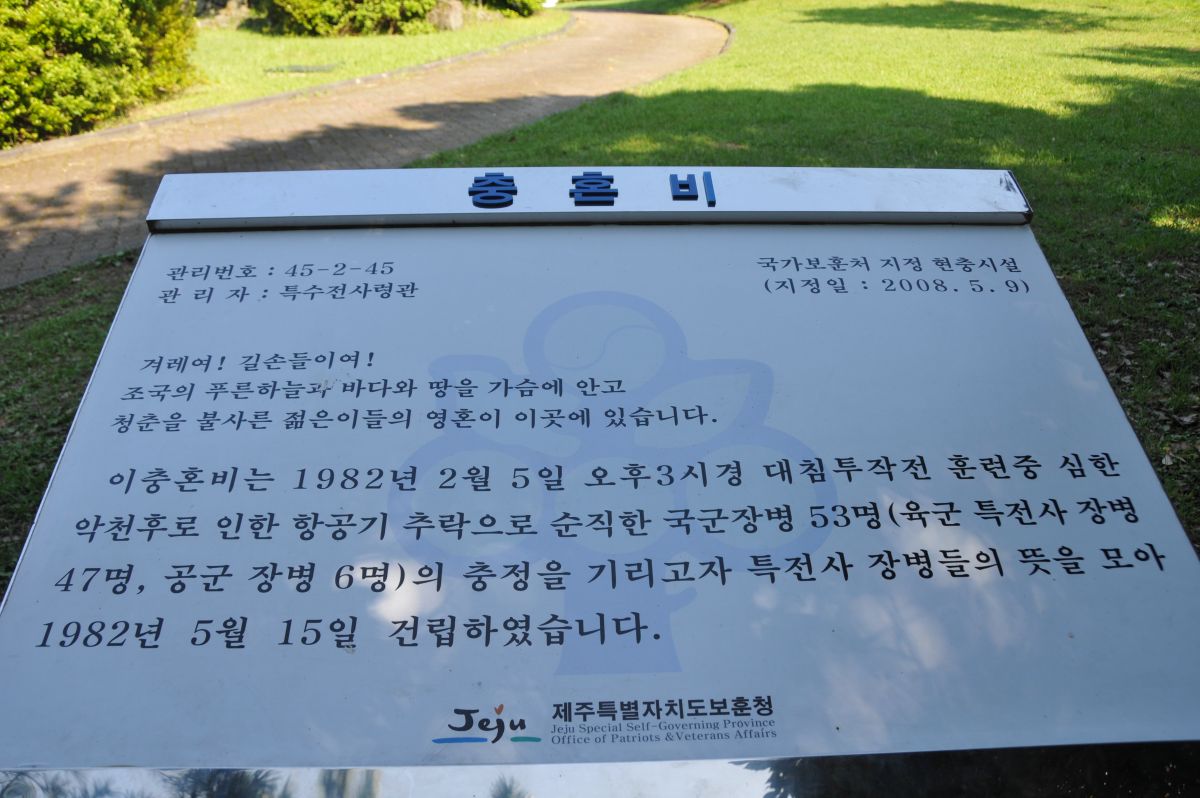 충혼비
관리번호 : 45-2-45
국가보훈처 지정 현충시설
관 리 자 : 특수전사령관
(지정일 : 2008. 5. 9)
겨레여! 길손들이여!
조국의 푸른하늘과 바다와 땅을 가슴에 안고
청춘을 불사른 젊은이들의 영혼이 이곳에 있습니다.
이충혼비는 1982년 2월 5일 오후3시경 대침투작전 훈련중 심한
악천후로 인한 항공기 추락으로 순직한 국군장병 53명(육군 특전사 장병
47명, 공군 장병 6명)의 충정을 기리고자 특전사 장병들의 뜻을 모아
1982년 5월 15일 건립하였습니다.
Jeju
제주특별자치도보훈청
Jeju Special Self-Governing Province
Office of Patriots & Veterans Affairs